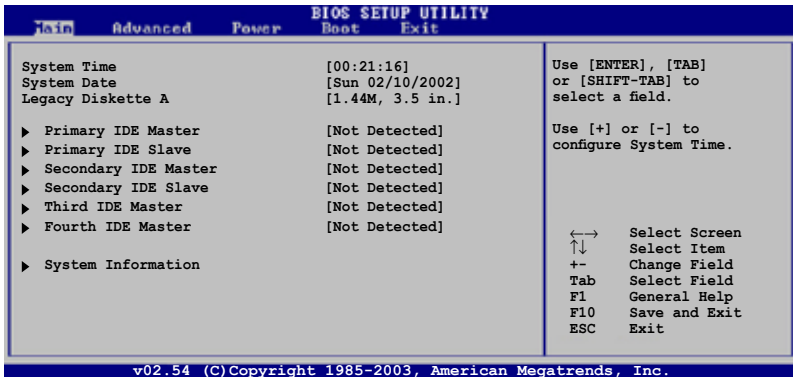 BIOS SETUP UTILITY
Main Advanced Power Boot Exit
System Time [00:21:16]
System Date [Sun 02/10/2002]
Legacy Diskette A [1.44M, 3.5 in.]
Primary IDE Master [Not Detected]
Primary IDE Slave [Not Detected]
Secondary IDE Master [Not Detected]
Secondary IDE Slave [Not Detected]
Third IDE Master [Not Detected]
Fourth IDE Master [Not Detected]
System Information
Use [ENTER], [TAB]
or [SHIFT-TAB] to
select a field.
Use [+] or [-] to
configure System Time.
←→ Select Screen
↑↓ Select Item
+- Change Field
Tab Select Field
F1 General Help
F10 Save and Exit
ESC Exit
v02.54 (C)Copyright 1985-2003, American Megatrends, Inc.